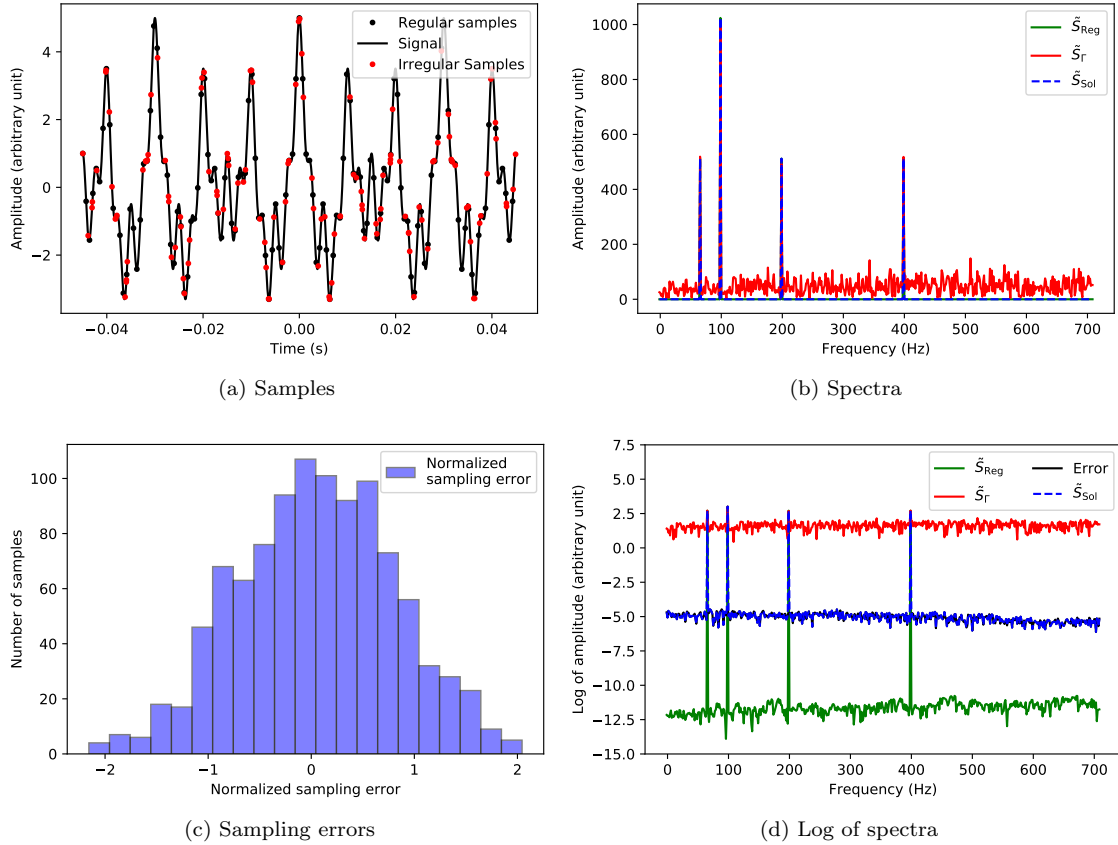 Regular samples
Signal
Irregular Samples
Amplitude (arbitrary unit)
4
2
0
−2
−0.04
−0.02
0.00
0.02
0.04
Time (s)
(a) Samples
S̃Reg
S̃Γ
S̃Sol
Amplitude (arbitrary unit)
1000
800
600
400
200
0
0
100
200
300
400
500
600
700
Frequency (Hz)
(b) Spectra
Normalized
sampling error
Number of samples
100
80
60
40
20
0
−2
−1
0
1
2
Normalized sampling error
(c) Sampling errors
S̃Reg
S̃Γ
Error
S̃Sol
Log of amplitude (arbitrary unit)
7.5
5.0
2.5
0.0
−2.5
−5.0
−7.5
−10.0
−12.5
−15.0
0
100
200
300
400
500
600
700
Frequency (Hz)
(d) Log of spectra